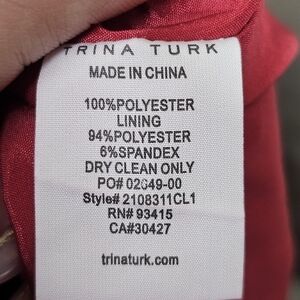 TRINA TURK
MADE IN CHINA
100%POLYESTER
LINING
94%POLYESTER
6%SPANDEX
DRY CLEAN ONLY
PO# 02649-00
Style# 2108311CL1
RN# 93415
CA#30427
trinaturk.com